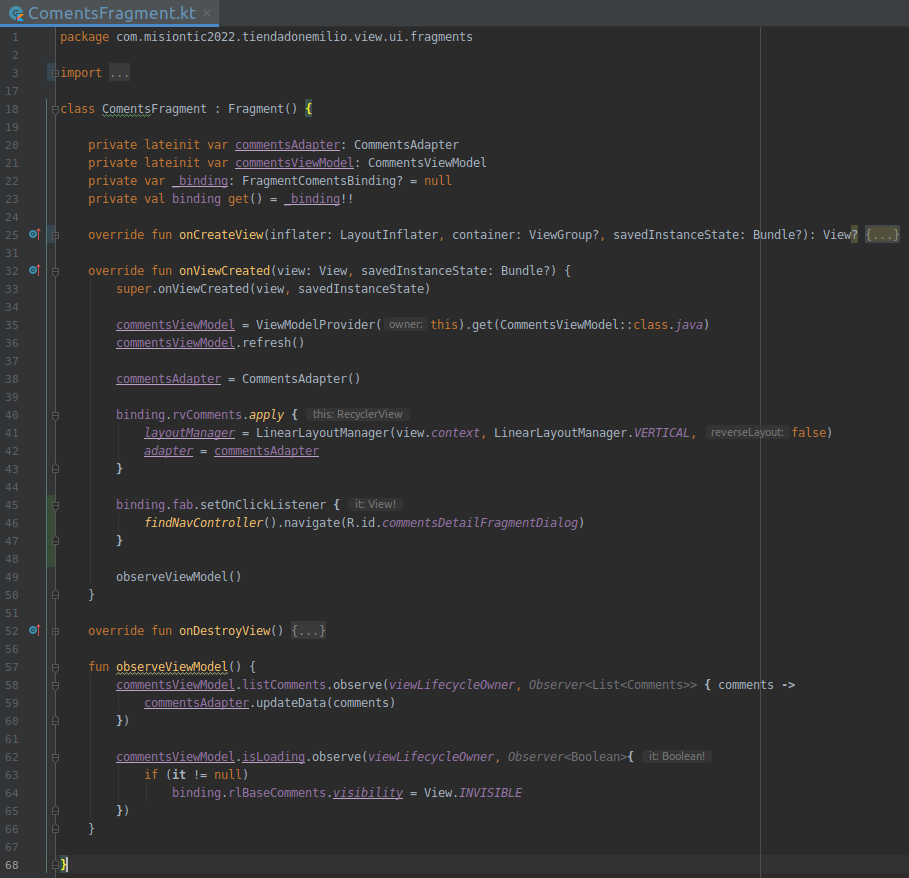 ComentsFragment.kt ×
1 package com.misiontic2022.tiendadonemilio.view.ui.fragments
2
3 import ...
17
18 class ComentsFragment : Fragment() {
19
20 private lateinit var commentsAdapter: CommentsAdapter
21 private lateinit var commentsViewModel: CommentsViewModel
22 private var _binding: FragmentComentsBinding? = null
23 private val binding get() = _binding!!
24
25 override fun onCreateView(inflater: LayoutInflater, container: ViewGroup?, savedInstanceState: Bundle?): View? {...}
31
32 override fun onViewCreated(view: View, savedInstanceState: Bundle?) {
33 super.onViewCreated(view, savedInstanceState)
34
35 commentsViewModel = ViewModelProvider( owner: this).get(CommentsViewModel::class.java)
36 commentsViewModel.refresh()
37
38 commentsAdapter = CommentsAdapter()
39
40 binding.rvComments.apply { this: RecyclerView
41 layoutManager = LinearLayoutManager(view.context, LinearLayoutManager.VERTICAL, reverseLayout: false)
42 adapter = commentsAdapter
43 }
44
45 binding.fab.setOnClickListener { it: View!
46 findNavController().navigate(R.id.commentsDetailFragmentDialog)
47 }
48
49 observeViewModel()
50 }
51
52 override fun onDestroyView() {...}
56
57 fun observeViewModel() {
58 commentsViewModel.listComments.observe(viewLifecycleOwner, Observer<List<Comments>> { comments ->
59 commentsAdapter.updateData(comments)
60 })
61
62 commentsViewModel.isLoading.observe(viewLifecycleOwner, Observer<Boolean>{ it: Boolean!
63 if (it != null)
64 binding.rlBaseComments.visibility = View.INVISIBLE
65 })
66 }
67
68 }